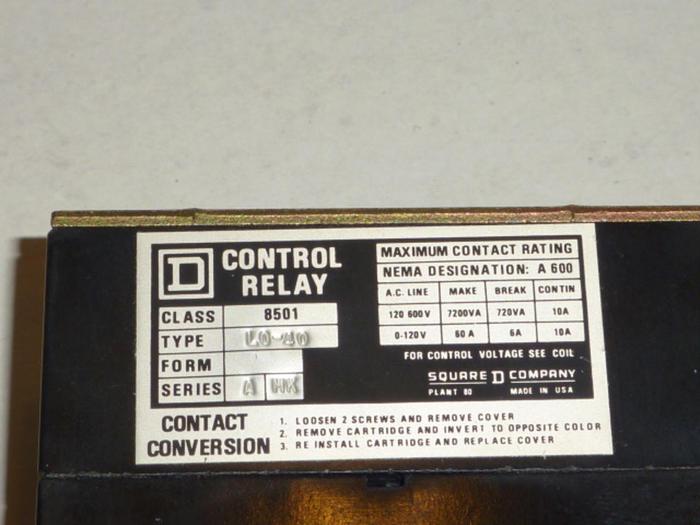 D CONTROL
RELAY
CLASS 8501
TYPE LO-40
FORM
SERIES A HK
MAXIMUM CONTACT RATING
NEMA DESIGNATION: A 600
A.C. LINE MAKE BREAK CONTIN
120 600V 7200VA 720VA 10A
0-120V 60 A 6A 10A
FOR CONTROL VOLTAGE SEE COIL
SQUARE D COMPANY
PLANT 80 MADE IN USA
CONTACT
CONVERSION
1. LOOSEN 2 SCREWS AND REMOVE COVER
2. REMOVE CARTRIDGE AND INVERT TO OPPOSITE COLOR
3. RE INSTALL CARTRIDGE AND REPLACE COVER